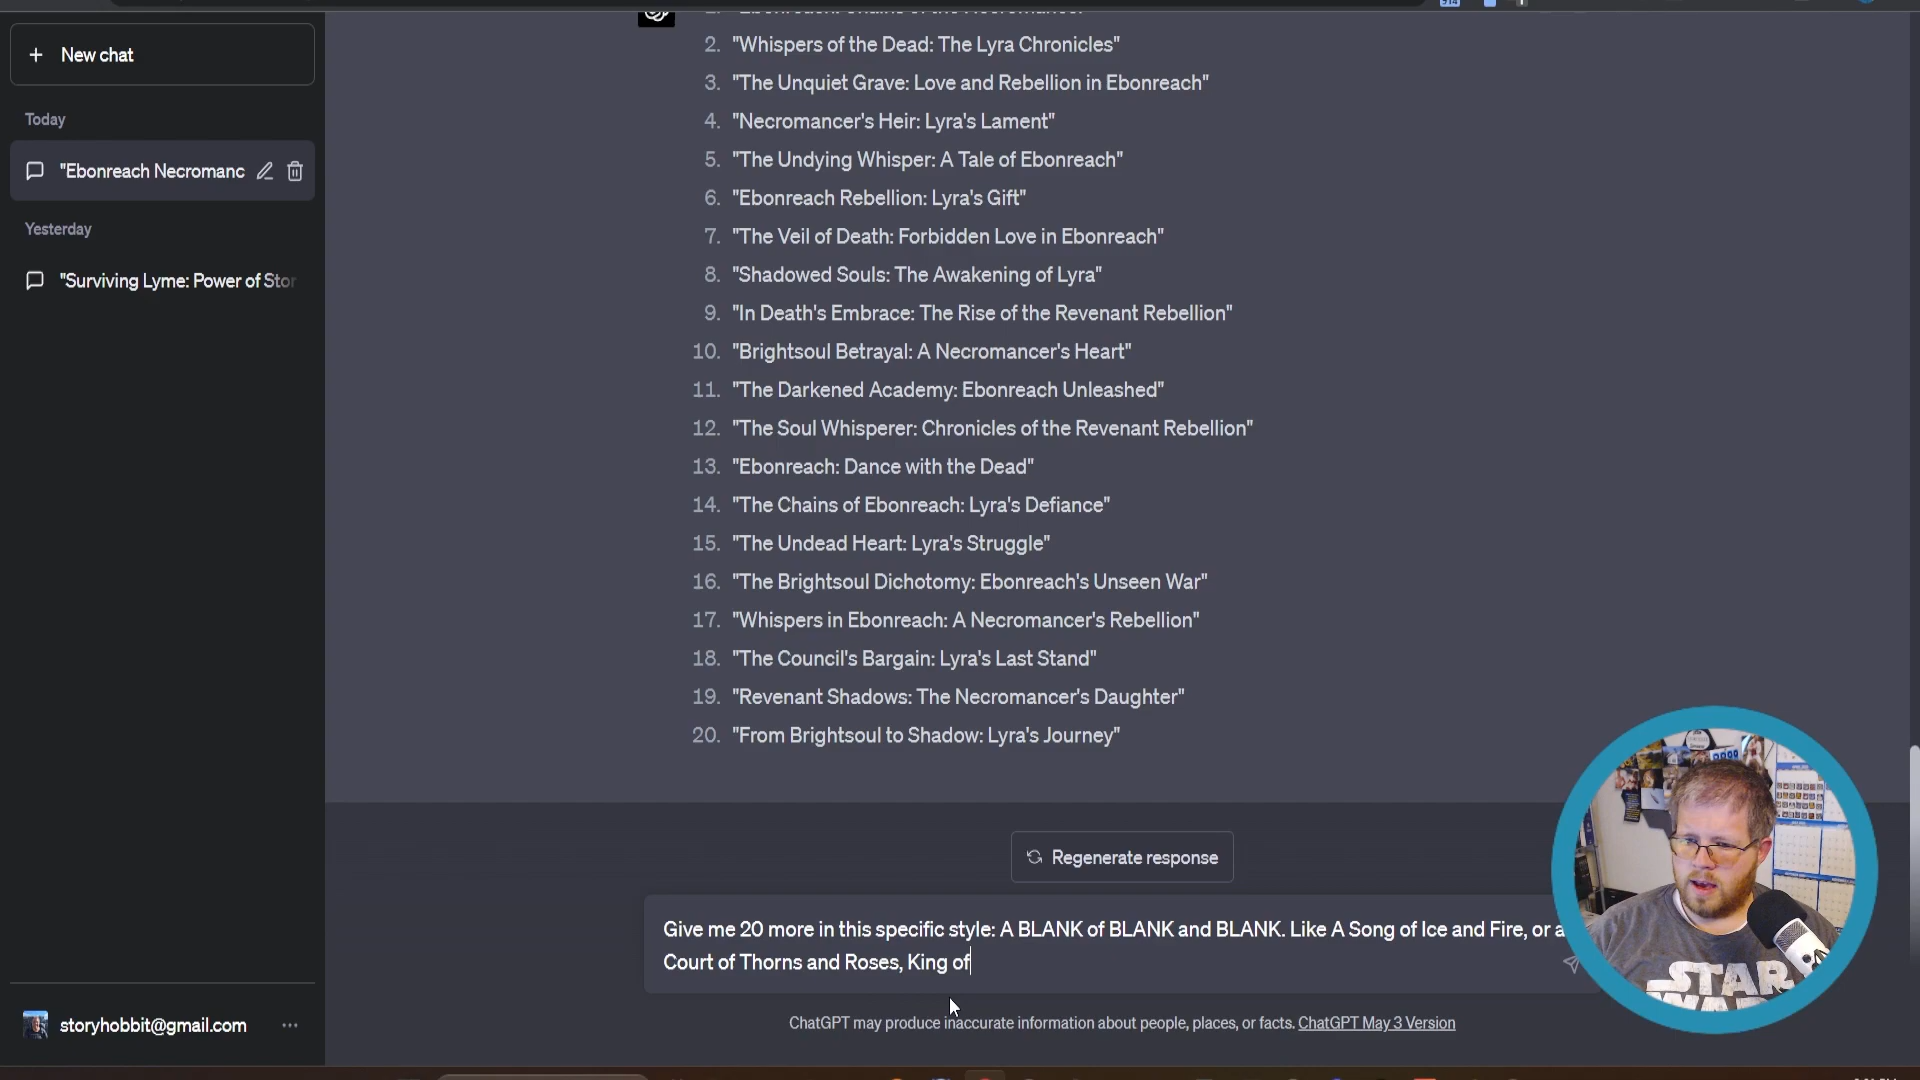 New chat
Today
"Ebonreach Necromanc
Yesterday
"Surviving Lyme: Power of Stor
2. "Whispers of the Dead: The Lyra Chronicles"
3. "The Unquiet Grave: Love and Rebellion in Ebonreach"
4. "Necromancer's Heir: Lyra's Lament"
5. "The Undying Whisper: A Tale of Ebonreach"
6. "Ebonreach Rebellion: Lyra's Gift"
7. "The Veil of Death: Forbidden Love in Ebonreach"
8. "Shadowed Souls: The Awakening of Lyra"
9. "In Death's Embrace: The Rise of the Revenant Rebellion"
10. "Brightsoul Betrayal: A Necromancer's Heart"
11. "The Darkened Academy: Ebonreach Unleashed"
12. "The Soul Whisperer: Chronicles of the Revenant Rebellion"
13. "Ebonreach: Dance with the Dead"
14. "The Chains of Ebonreach: Lyra's Defiance"
15. "The Undead Heart: Lyra's Struggle"
16. "The Brightsoul Dichotomy: Ebonreach's Unseen War"
17. "Whispers in Ebonreach: A Necromancer's Rebellion"
18. "The Council's Bargain: Lyra's Last Stand"
19. "Revenant Shadows: The Necromancer's Daughter"
20. "From Brightsoul to Shadow: Lyra's Journey"
Regenerate response
Give me 20 more in this specific style: A BLANK of BLANK and BLANK. Like A Song of Ice and Fire, or a
Court of Thorns and Roses, King of
ChatGPT may produce inaccurate information about people, places, or facts. ChatGPT May 3 Version
storyhobbit@gmail.com
STAR